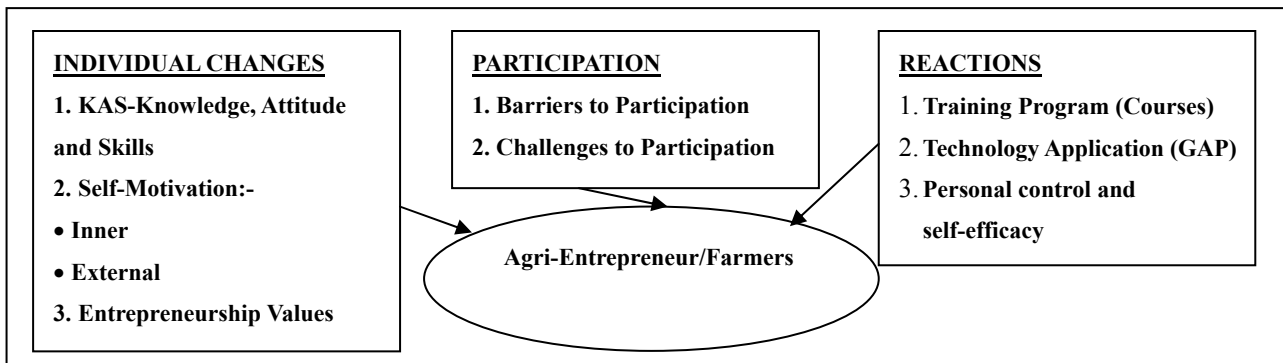 INDIVIDUAL CHANGES
1. KAS-Knowledge, Attitude
and Skills
2. Self-Motivation:-
• Inner
• External
3. Entrepreneurship Values
PARTICIPATION
1. Barriers to Participation
2. Challenges to Participation
REACTIONS
1. Training Program (Courses)
2. Technology Application (GAP)
3. Personal control and
self-efficacy
Agri-Entrepreneur/Farmers